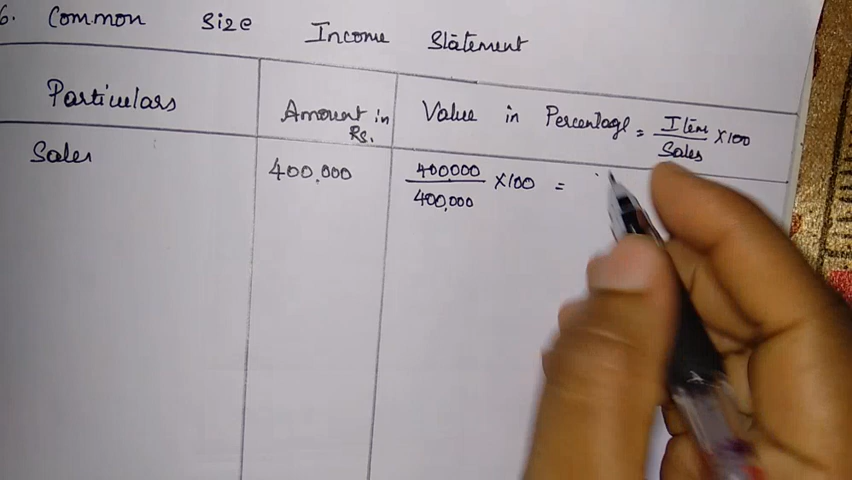 6. Common Size Income Statement
Particulars Amount in Rs. Value in Percentage = Item/Sales X100
Sales 400,000 400000/400,000 X100 =